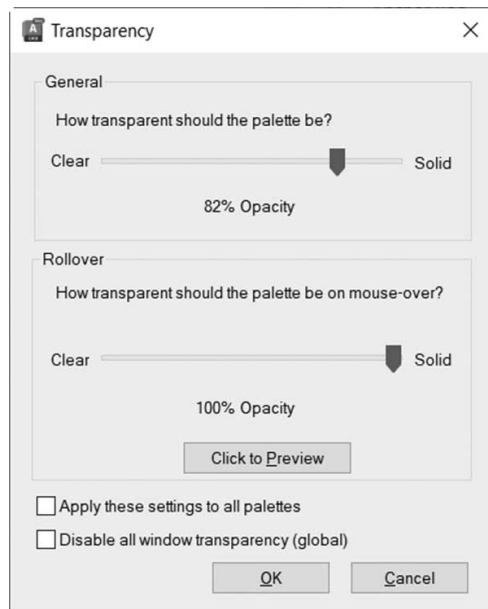 Transparency
General
How transparent should the palette be?
Clear
Solid
82% Opacity
Rollover
How transparent should the palette be on mouse-over?
Clear
Solid
100% Opacity
Click to Preview
Apply these settings to all palettes
Disable all window transparency (global)
OK
Cancel